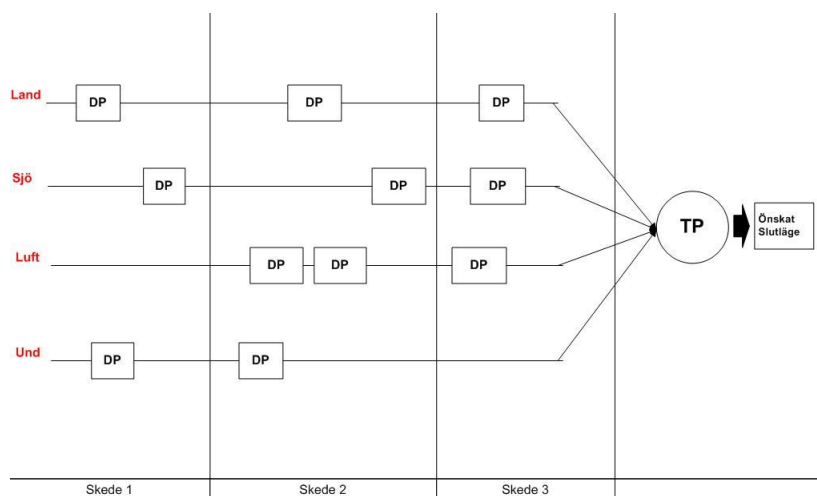 Land
DP
DP
DP
Sjö
DP
DP
DP
TP
Önskat
Slutläge
Luft
DP
DP
DP
Und
DP
DP
Skede 1
Skede 2
Skede 3